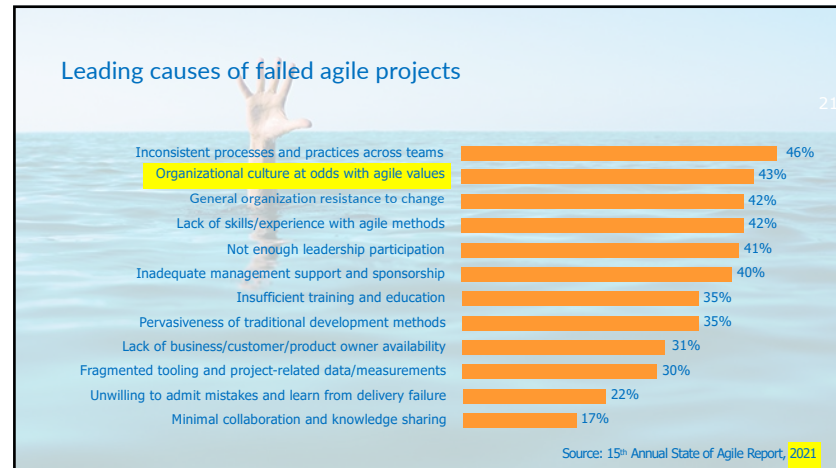 Leading causes of failed agile projects
21
Inconsistent processes and practices across teams 46%
Organizational culture at odds with agile values 43%
General organization resistance to change 42%
Lack of skills/experience with agile methods 42%
Not enough leadership participation 41%
Inadequate management support and sponsorship 40%
Insufficient training and education 35%
Pervasiveness of traditional development methods 35%
Lack of business/customer/product owner availability 31%
Fragmented tooling and project-related data/measurements 30%
Unwilling to admit mistakes and learn from delivery failure 22%
Minimal collaboration and knowledge sharing 17%
Source: 15th Annual State of Agile Report, 2021